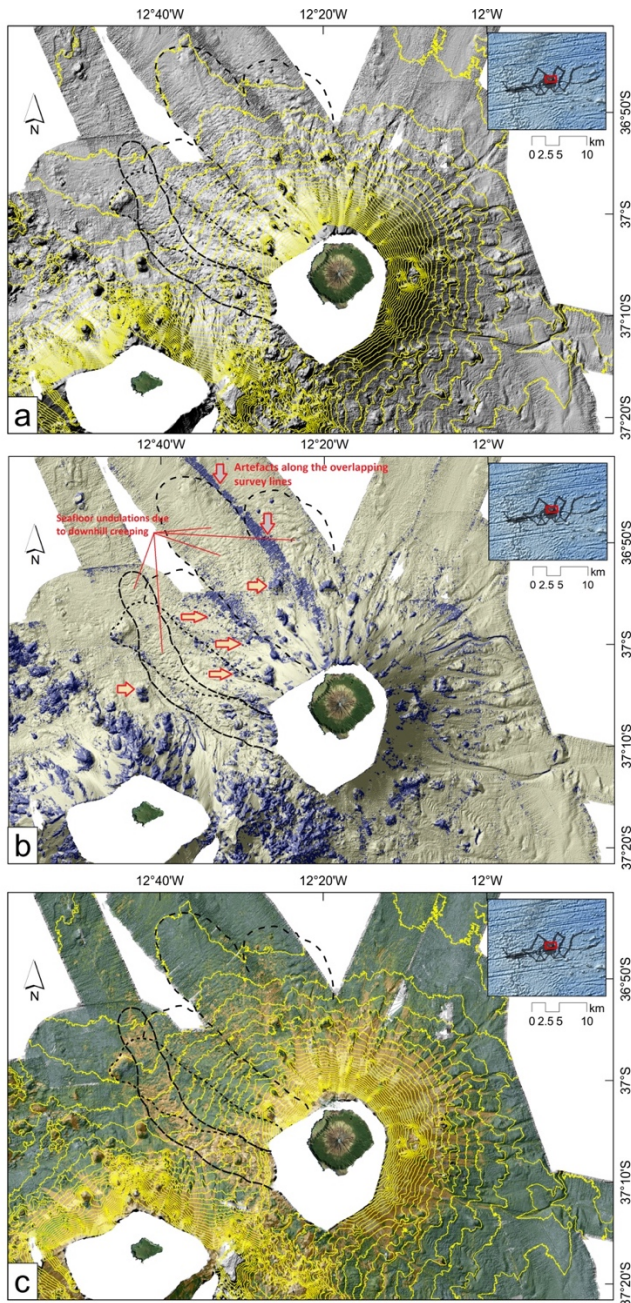 12°40'W 12°20'W 12°W
N
km
0 2.5 5 10
36°50'S
37°S
37°10'S
37°20'S
a
12°40'W 12°20'W 12°W
Artefacts along the overlapping
survey lines
Seafloor undulations due
to downhill creeping
N
km
0 2.5 5 10
36°50'S
37°S
37°10'S
37°20'S
b
12°40'W 12°20'W 12°W
N
km
0 2.5 5 10
36°50'S
37°S
37°10'S
37°20'S
c